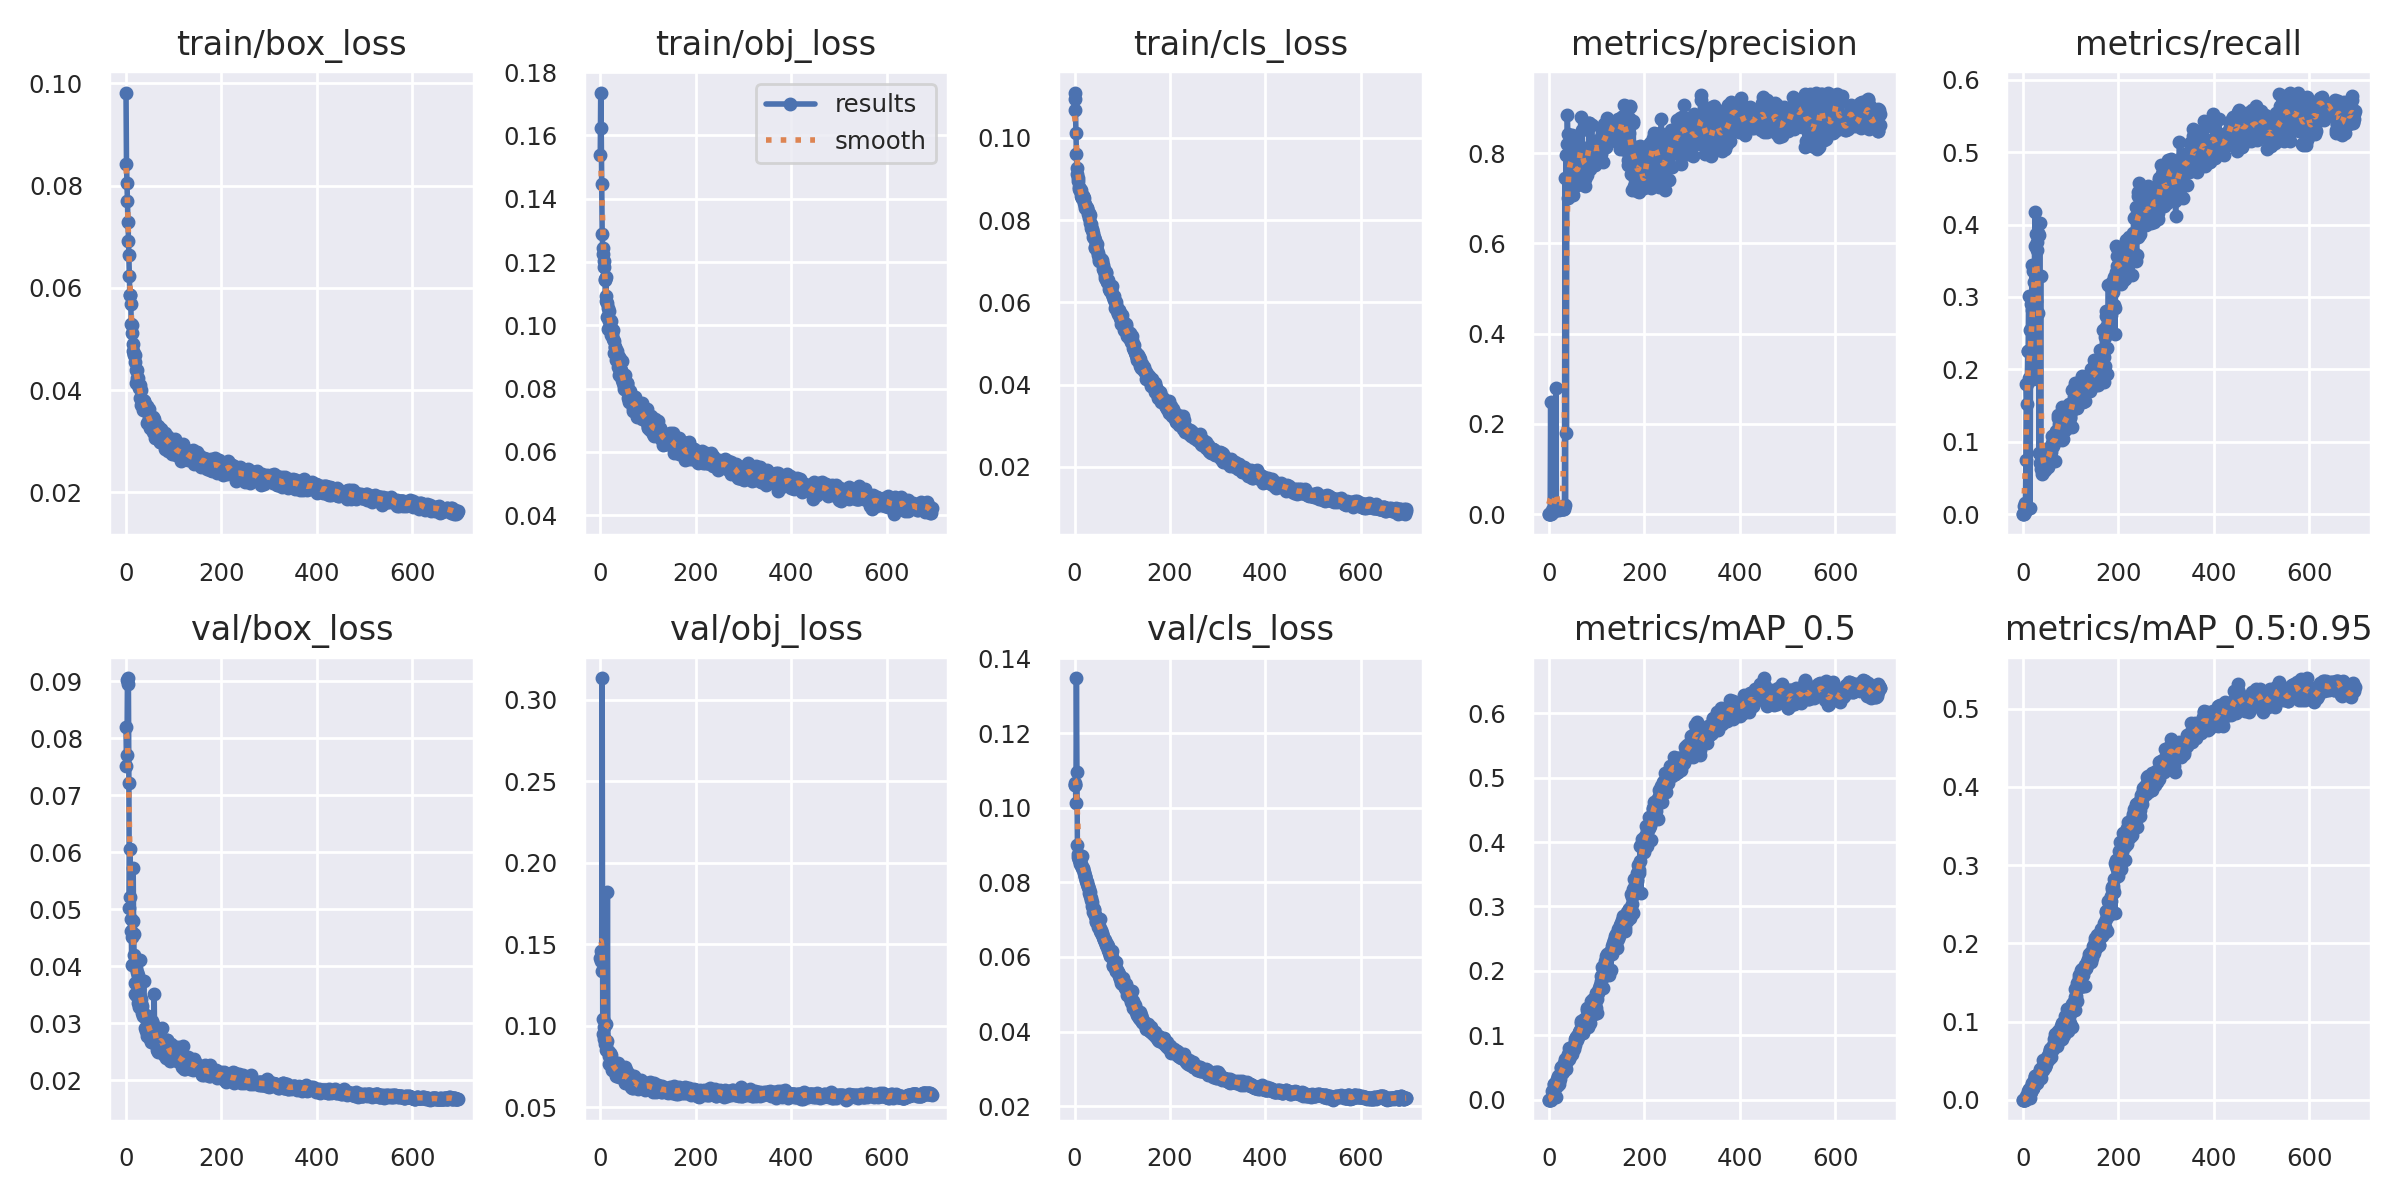 train/box_loss
0.10
0.08
0.06
0.04
0.02
0 200 400 600
train/obj_loss
results
smooth
0.18
0.16
0.14
0.12
0.10
0.08
0.06
0.04
0 200 400 600
train/cls_loss
0.10
0.08
0.06
0.04
0.02
0 200 400 600
metrics/precision
0.8
0.6
0.4
0.2
0.0
0 200 400 600
metrics/recall
0.6
0.5
0.4
0.3
0.2
0.1
0.0
0 200 400 600
val/box_loss
0.09
0.08
0.07
0.06
0.05
0.04
0.03
0.02
0 200 400 600
val/obj_loss
0.30
0.25
0.20
0.15
0.10
0.05
0 200 400 600
val/cls_loss
0.14
0.12
0.10
0.08
0.06
0.04
0.02
0 200 400 600
metrics/mAP_0.5
0.6
0.5
0.4
0.3
0.2
0.1
0.0
0 200 400 600
metrics/mAP_0.5:0.95
0.5
0.4
0.3
0.2
0.1
0.0
0 200 400 600